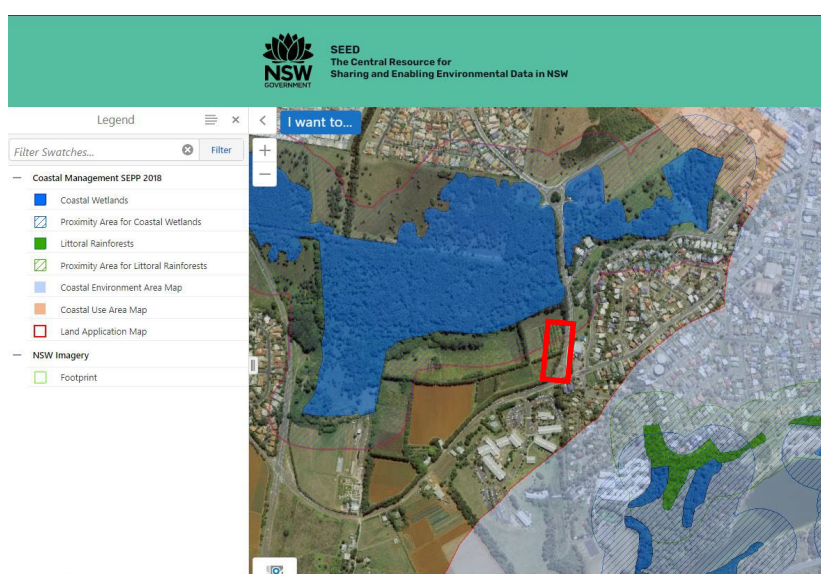 NSW
GOVERNMENT
SEED
The Central Resource for
Sharing and Enabling Environmental Data in NSW
Legend
I want to...
Filter Swatches...
Filter
Coastal Management SEPP 2018
Coastal Wetlands
Proximity Area for Coastal Wetlands
Littoral Rainforests
Proximity Area for Littoral Rainforests
Coastal Environment Area Map
Coastal Use Area Map
Land Application Map
NSW Imagery
Footprint